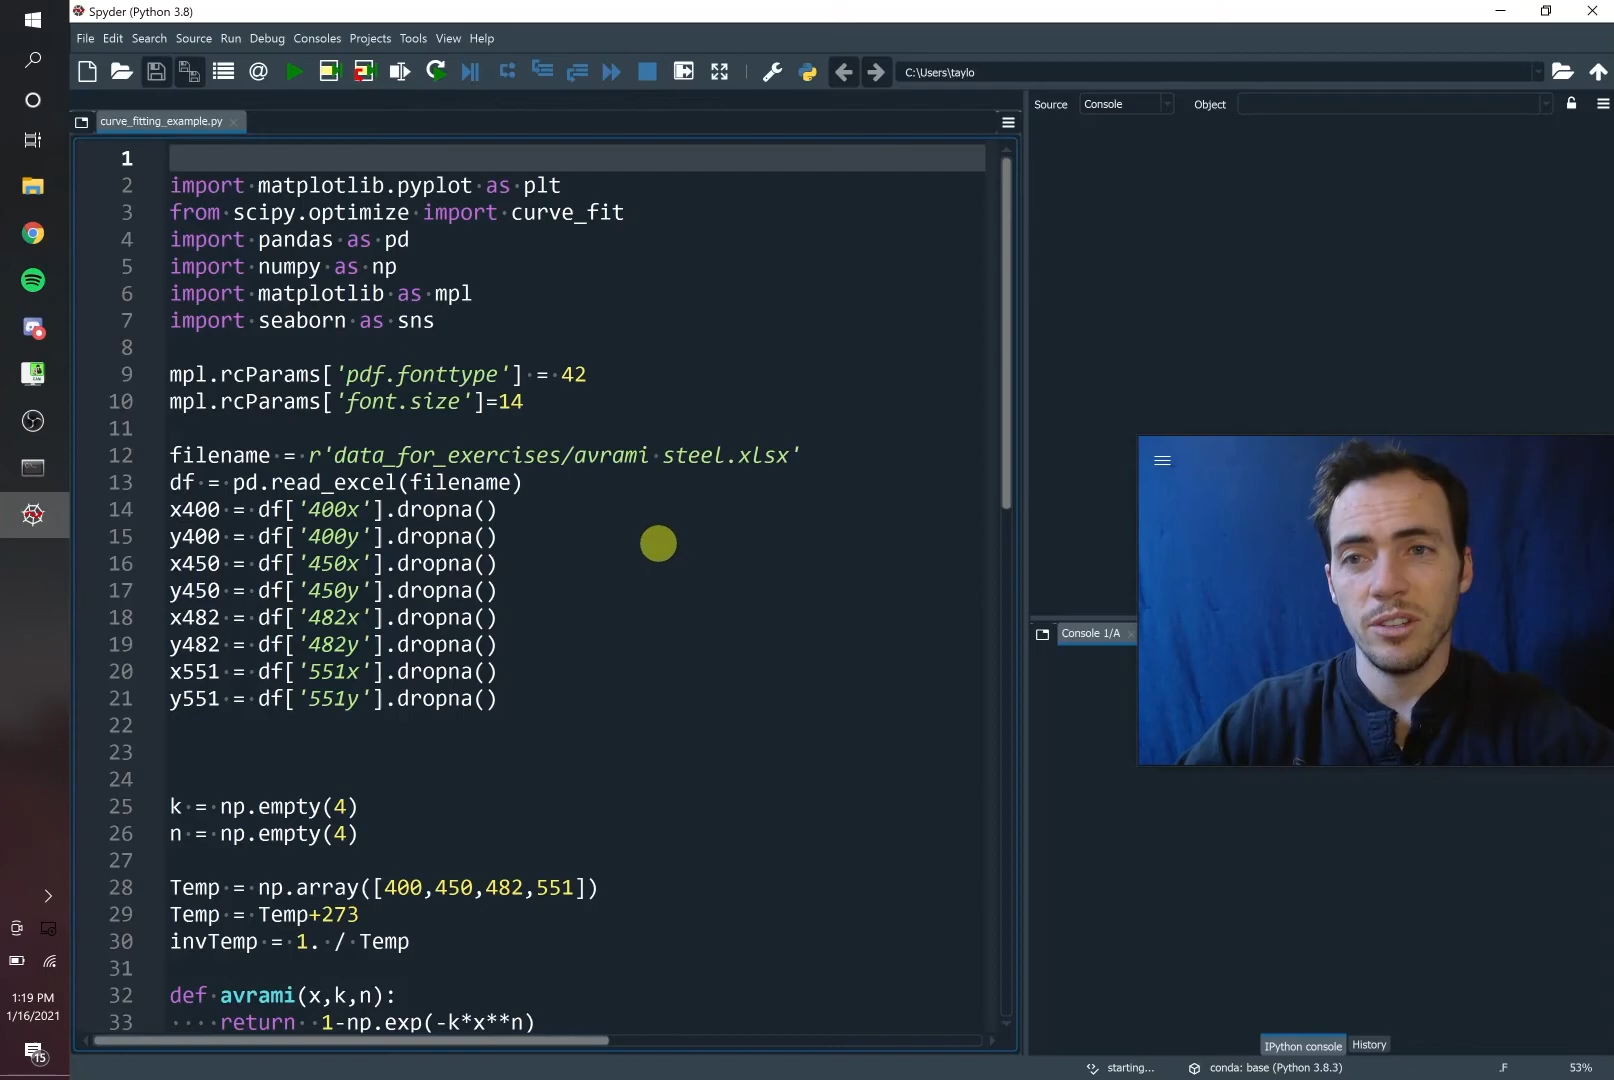 Spyder (Python 3.8)
File Edit Search Source Run Debug Consoles Projects Tools View Help
C:\Users\taylo
Source Console Object
curve_fitting_example.py
1
2 import matplotlib.pyplot as plt
3 from scipy.optimize import curve_fit
4 import pandas as pd
5 import numpy as np
6 import matplotlib as mpl
7 import seaborn as sns
8
9 mpl.rcParams['pdf.fonttype'] = 42
10 mpl.rcParams['font.size']=14
11
12 filename = r'data_for_exercises/avrami steel.xlsx'
13 df = pd.read_excel(filename)
14 x400 = df['400x'].dropna()
15 y400 = df['400y'].dropna()
16 x450 = df['450x'].dropna()
17 y450 = df['450y'].dropna()
18 x482 = df['482x'].dropna()
19 y482 = df['482y'].dropna()
20 x551 = df['551x'].dropna()
21 y551 = df['551y'].dropna()
22
23
24
25 k = np.empty(4)
26 n = np.empty(4)
27
28 Temp = np.array([400,450,482,551])
29 Temp = Temp+273
30 invTemp = 1. / Temp
31
32 def avrami(x,k,n):
33 return  1-np.exp(-k*x**n)
Console 1/A
IPython console History
starting... conda: base (Python 3.8.3) .F 53%
1:19 PM
1/16/2021
15